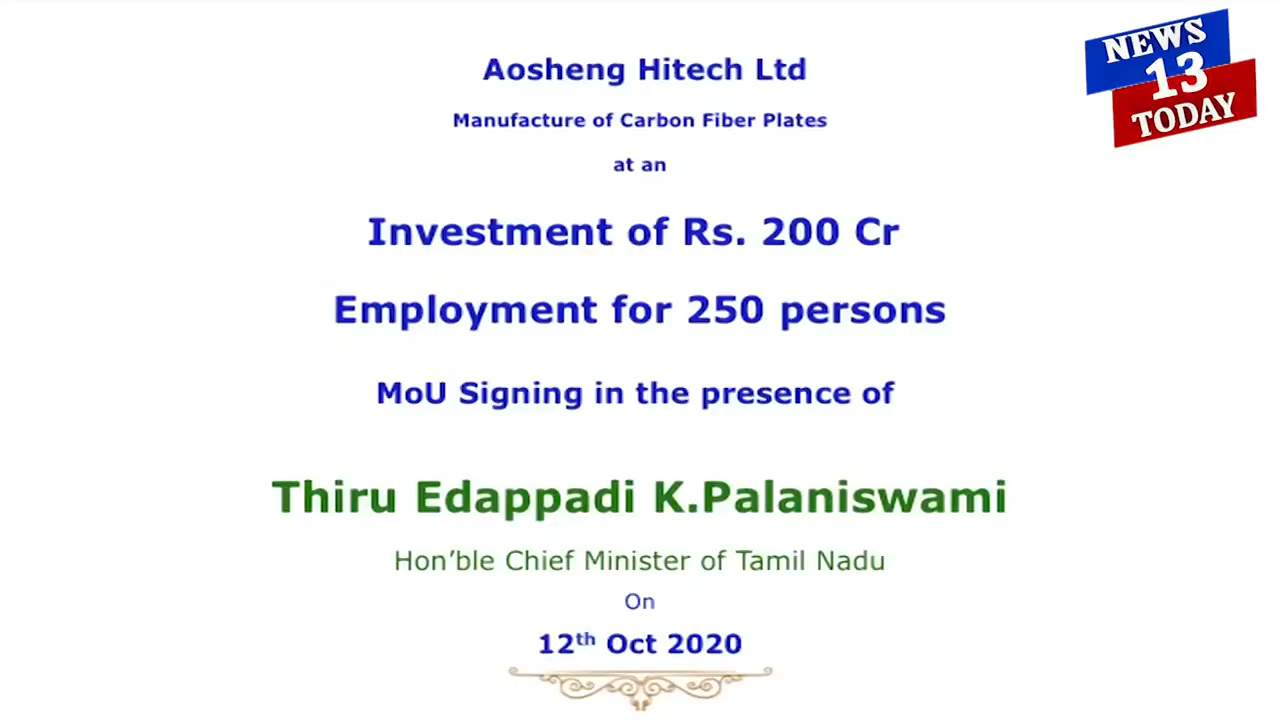 Aosheng Hitech Ltd
Manufacture of Carbon Fiber Plates
at an
Investment of Rs. 200 Cr
Employment for 250 persons
MoU Signing in the presence of
Thiru Edappadi K.Palaniswami
Hon’ble Chief Minister of Tamil Nadu
On
12th Oct 2020
NEWS
13
TODAY